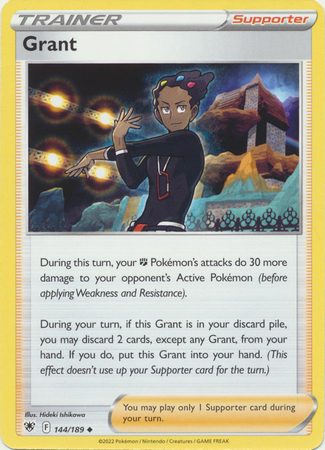 TRAINER Supporter
Grant
During this turn, your Pokémon's attacks do 30 more
damage to your opponent's Active Pokémon (before
applying Weakness and Resistance).
During your turn, if this Grant is in your discard pile,
you may discard 2 cards, except any Grant, from your
hand. If you do, put this Grant into your hand. (This
effect doesn't use up your Supporter card for the turn.)
Illus. Hideki Ishikawa
F 144/189
You may play only 1 Supporter card during
your turn.
©2022 Pokémon / Nintendo / Creatures / GAME FREAK